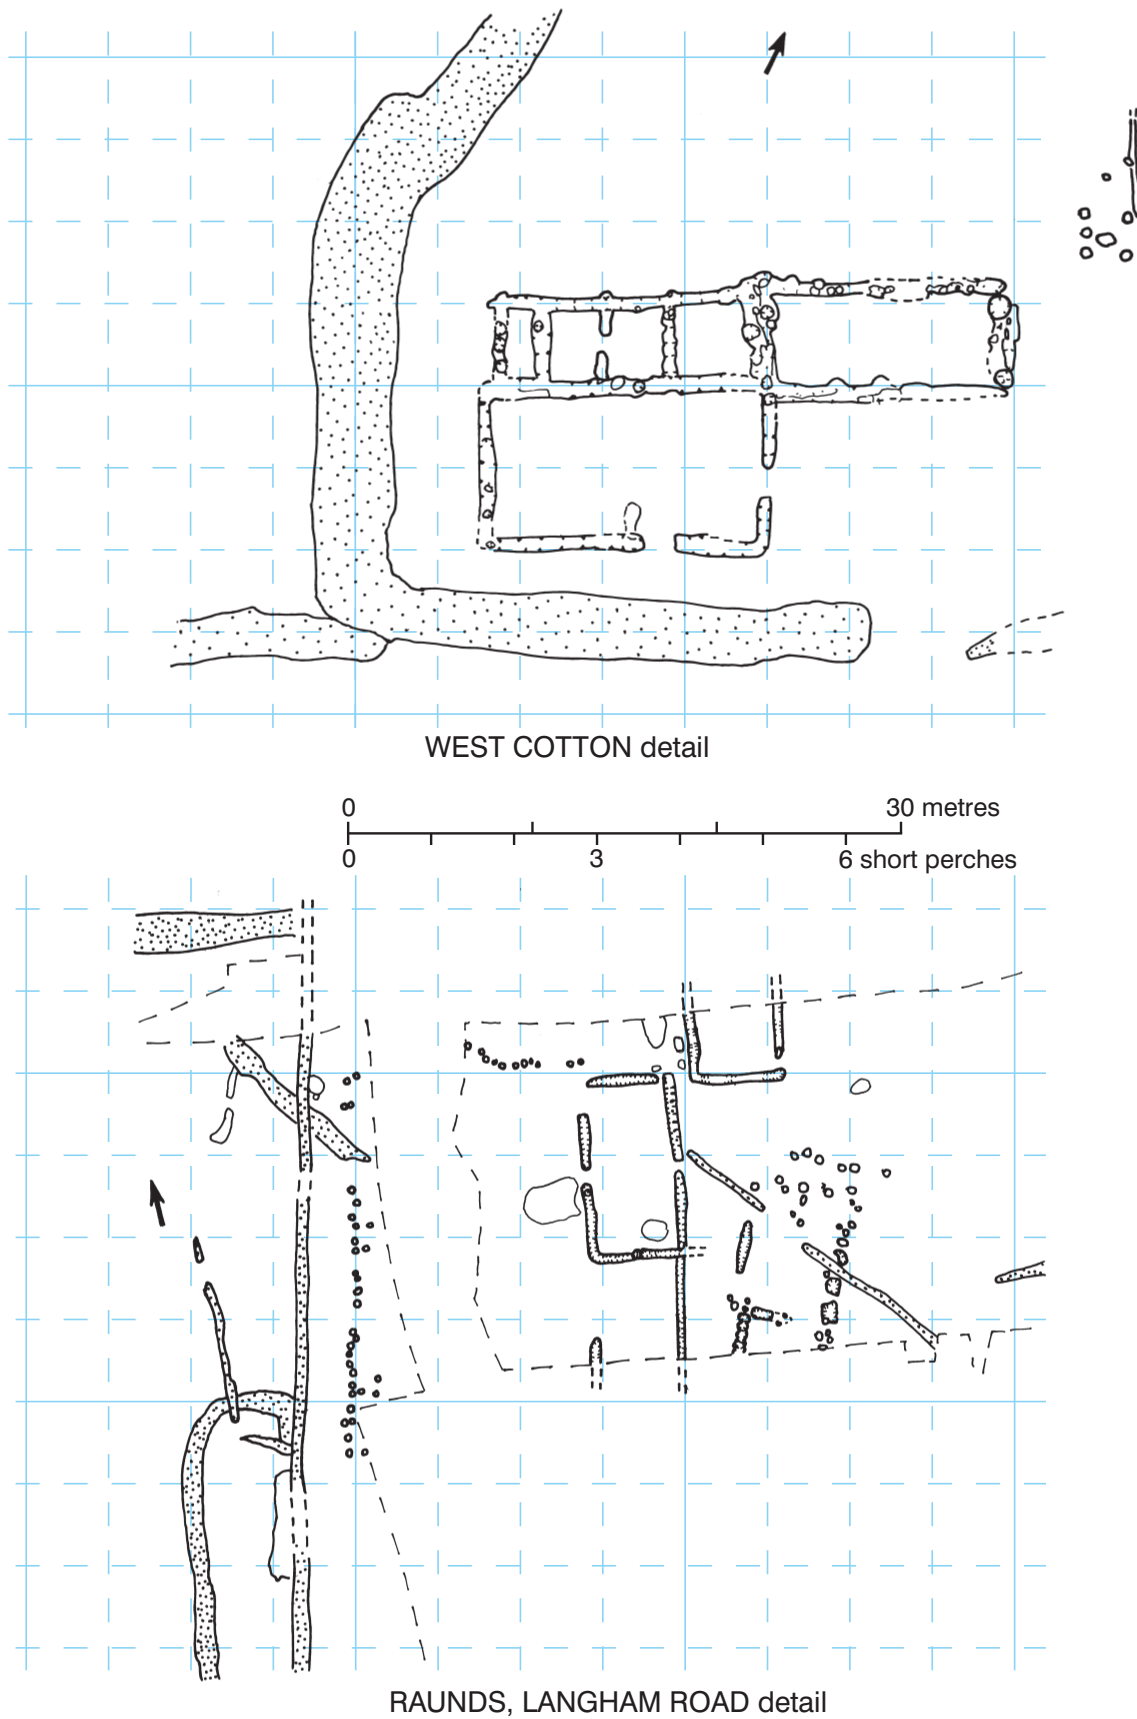 WEST COTTON detail
0 30 metres
0 3 6 short perches
RAUNDS, LANGHAM ROAD detail